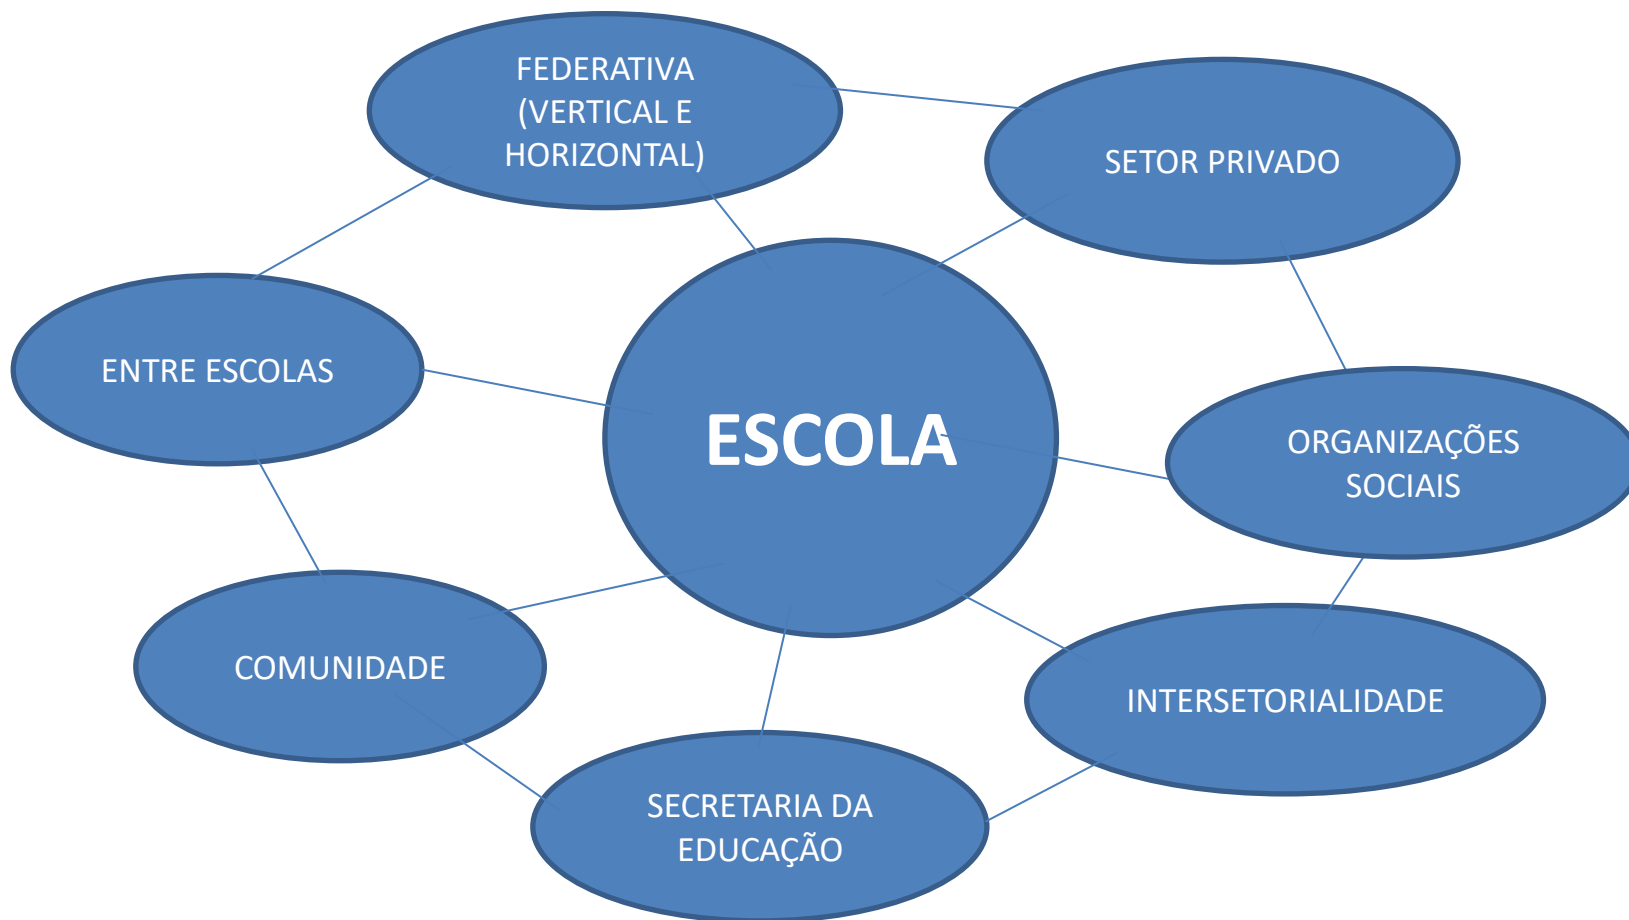 FEDERATIVA
(VERTICAL E
HORIZONTAL)
SETOR PRIVADO
ENTRE ESCOLAS
ESCOLA
ORGANIZAÇÕES
SOCIAIS
COMUNIDADE
INTERSETORIALIDADE
SECRETARIA DA
EDUCAÇÃO